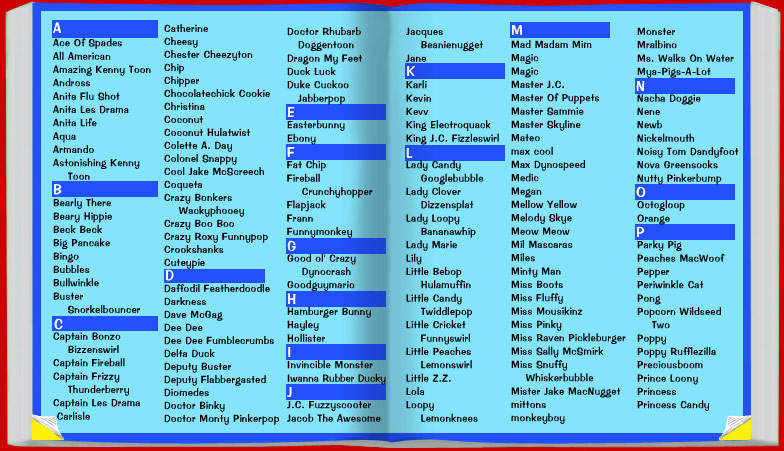 A
Ace Of Spades
All American
Amazing Kenny Toon
Andross
Anita Flu Shot
Anita Les Drama
Anita Life
Aqua
Armando
Astonishing Kenny
Toon
B
Bearly There
Beary Hippie
Beck Beck
Big Pancake
Bingo
Bubbles
Bullwinkle
Buster
Snorkelbouncer
C
Captain Bonzo
Bizzenswirl
Captain Fireball
Captain Frizzy
Thunderberry
Captain Les Drama
Carlisle
Catherine
Cheesy
Chester Cheezyton
Chip
Chipper
Chocolatechick Cookie
Christina
Coconut
Coconut Hulatwist
Colette A. Day
Colonel Snappy
Cool Jake McScreech
Coqueta
Crazy Bonkers
Wackyphooey
Crazy Boo Boo
Crazy Roxy Funnypop
Crookshanks
Cuteypie
D
Daffodil Featherdoodle
Darkness
Dave McGag
Dee Dee
Dee Dee Fumblecrumbs
Delta Duck
Deputy Buster
Deputy Flabbergasted
Diomedes
Doctor Binky
Doctor Monty Pinkerpop
Doctor Rhubarb
Doggentoon
Dragon My Feet
Duck Luck
Duke Cuckoo
Jabberpop
E
Easterbunny
Ebony
F
Fat Chip
Fireball
Crunchyhopper
Flapjack
Frann
Funnymonkey
G
Good ol' Crazy
Dynocrash
Goodguymario
H
Hamburger Bunny
Hayley
Hollister
I
Invincible Monster
Iwanna Rubber Ducky
J
J.C. Fuzzyscooter
Jacob The Awesome
Jacques
Beanienugget
Jane
K
Karli
Kevin
Kevv
King Electroquack
King J.C. Fizzleswirl
L
Lady Candy
Googlebubble
Lady Clover
Dizzensplat
Lady Loopy
Bananawhip
Lady Marie
Lily
Little Bebop
Hulamuffin
Little Candy
Twiddlepop
Little Cricket
Funnyswirl
Little Peaches
Lemonswirl
Little Z.Z.
Lola
Loopy
Lemonknees
M
Mad Madam Mim
Magic
Magic
Master J.C.
Master Of Puppets
Master Sammie
Master Skyline
Mateo
max cool
Max Dynospeed
Medic
Megan
Mellow Yellow
Melody Skye
Meow Meow
Mil Mascaras
Miles
Minty Man
Miss Boots
Miss Fluffy
Miss Mousikinz
Miss Pinky
Miss Raven Pickleburger
Miss Sally McSmirk
Miss Snuffy
Whiskerbubble
Mister Jake MacNugget
mittons
monkeyboy
Monster
Mralbino
Ms. Walks On Water
Mya-Pigs-A-Lot
N
Nacha Doggie
Nene
Newb
Nickelmouth
Noisy Tom Dandyfoot
Nova Greensocks
Nutty Pinkerbump
O
Octogloop
Orange
P
Parky Pig
Peaches MacWoof
Pepper
Periwinkle Cat
Pong
Popcorn Wildseed
Two
Poppy
Poppy Rufflezilla
Preciousboom
Prince Loony
Princess
Princess Candy